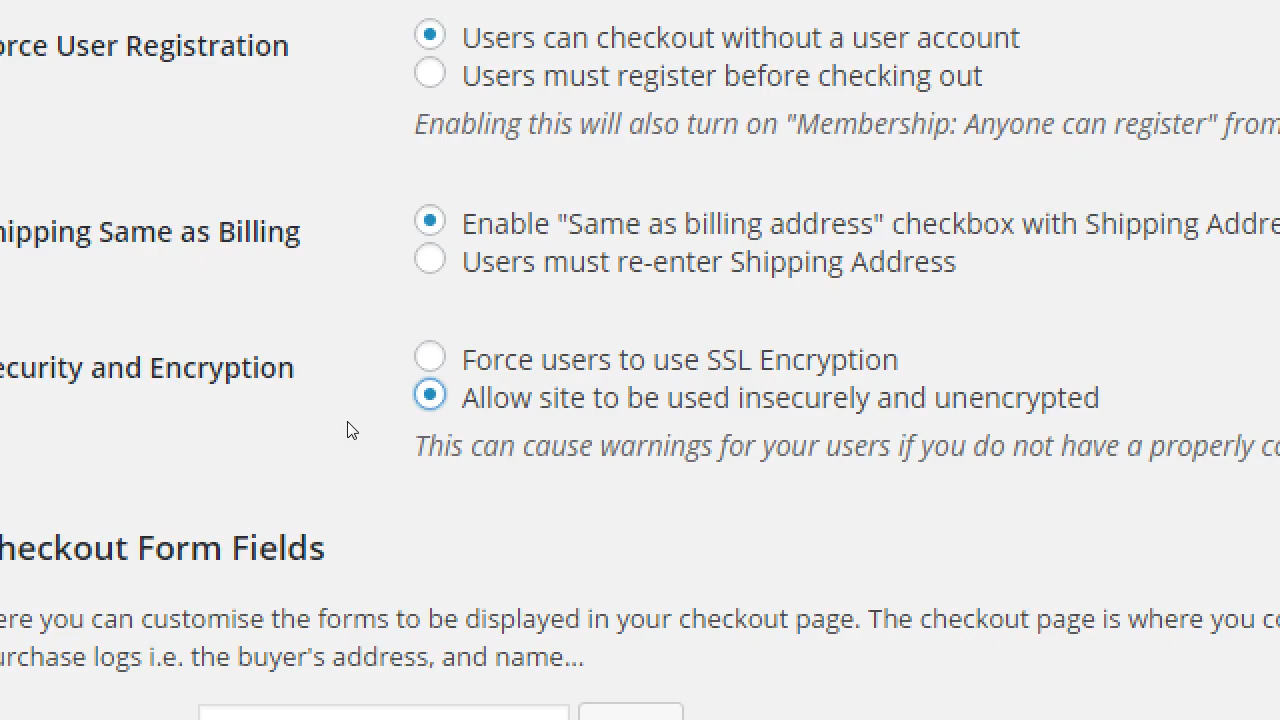 orce User Registration
Users can checkout without a user account
Users must register before checking out
Enabling this will also turn on "Membership: Anyone can register" from
hipping Same as Billing
Enable "Same as billing address" checkbox with Shipping Addre
Users must re-enter Shipping Address
ecurity and Encryption
Force users to use SSL Encryption
Allow site to be used insecurely and unencrypted
This can cause warnings for your users if you do not have a properly co
heckout Form Fields
ere you can customise the forms to be displayed in your checkout page. The checkout page is where you co
urchase logs i.e. the buyer's address, and name...